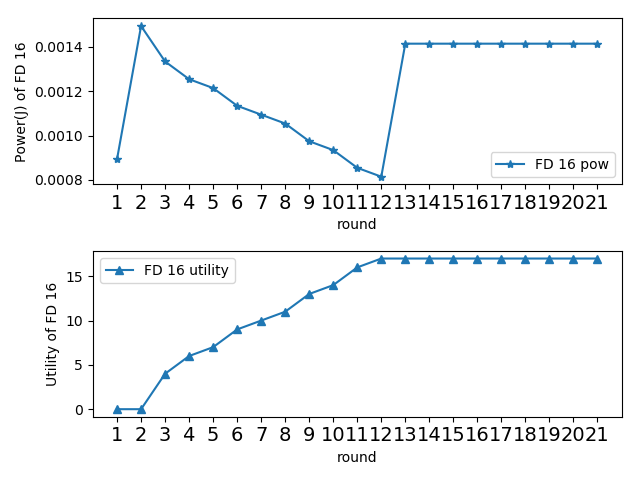 Power(J) of FD 16
0.0014
0.0012
0.0010
0.0008
FD 16 pow
1 2 3 4 5 6 7 8 9 10 11 12 13 14 15 16 17 18 19 20 21
round
Utility of FD 16
15
10
5
0
FD 16 utility
1 2 3 4 5 6 7 8 9 10 11 12 13 14 15 16 17 18 19 20 21
round